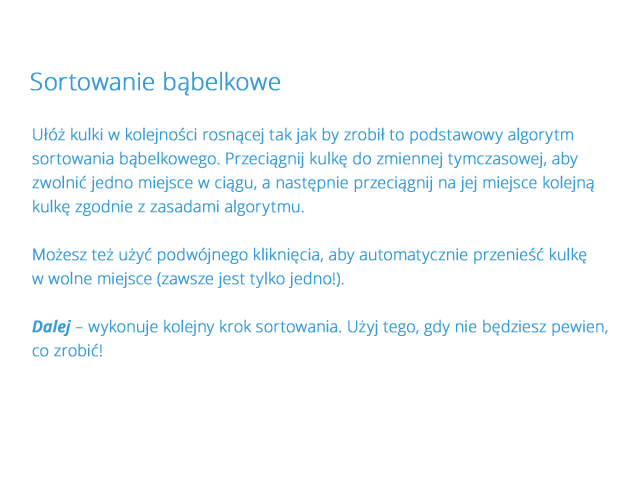 Sortowanie bąbelkowe
Ułóż kulki w kolejności rosnącej tak jak by zrobił to podstawowy algorytm
sortowania bąbelkowego. Przeciągnij kulkę do zmiennej tymczasowej, aby
zwolnić jedno miejsce w ciągu, a następnie przeciągnij na jej miejsce kolejną
kulkę zgodnie z zasadami algorytmu.
Możesz też użyć podwójnego kliknięcia, aby automatycznie przenieść kulkę
w wolne miejsce (zawsze jest tylko jedno!).
Dalej – wykonuje kolejny krok sortowania. Użyj tego, gdy nie będziesz pewien,
co zrobić!